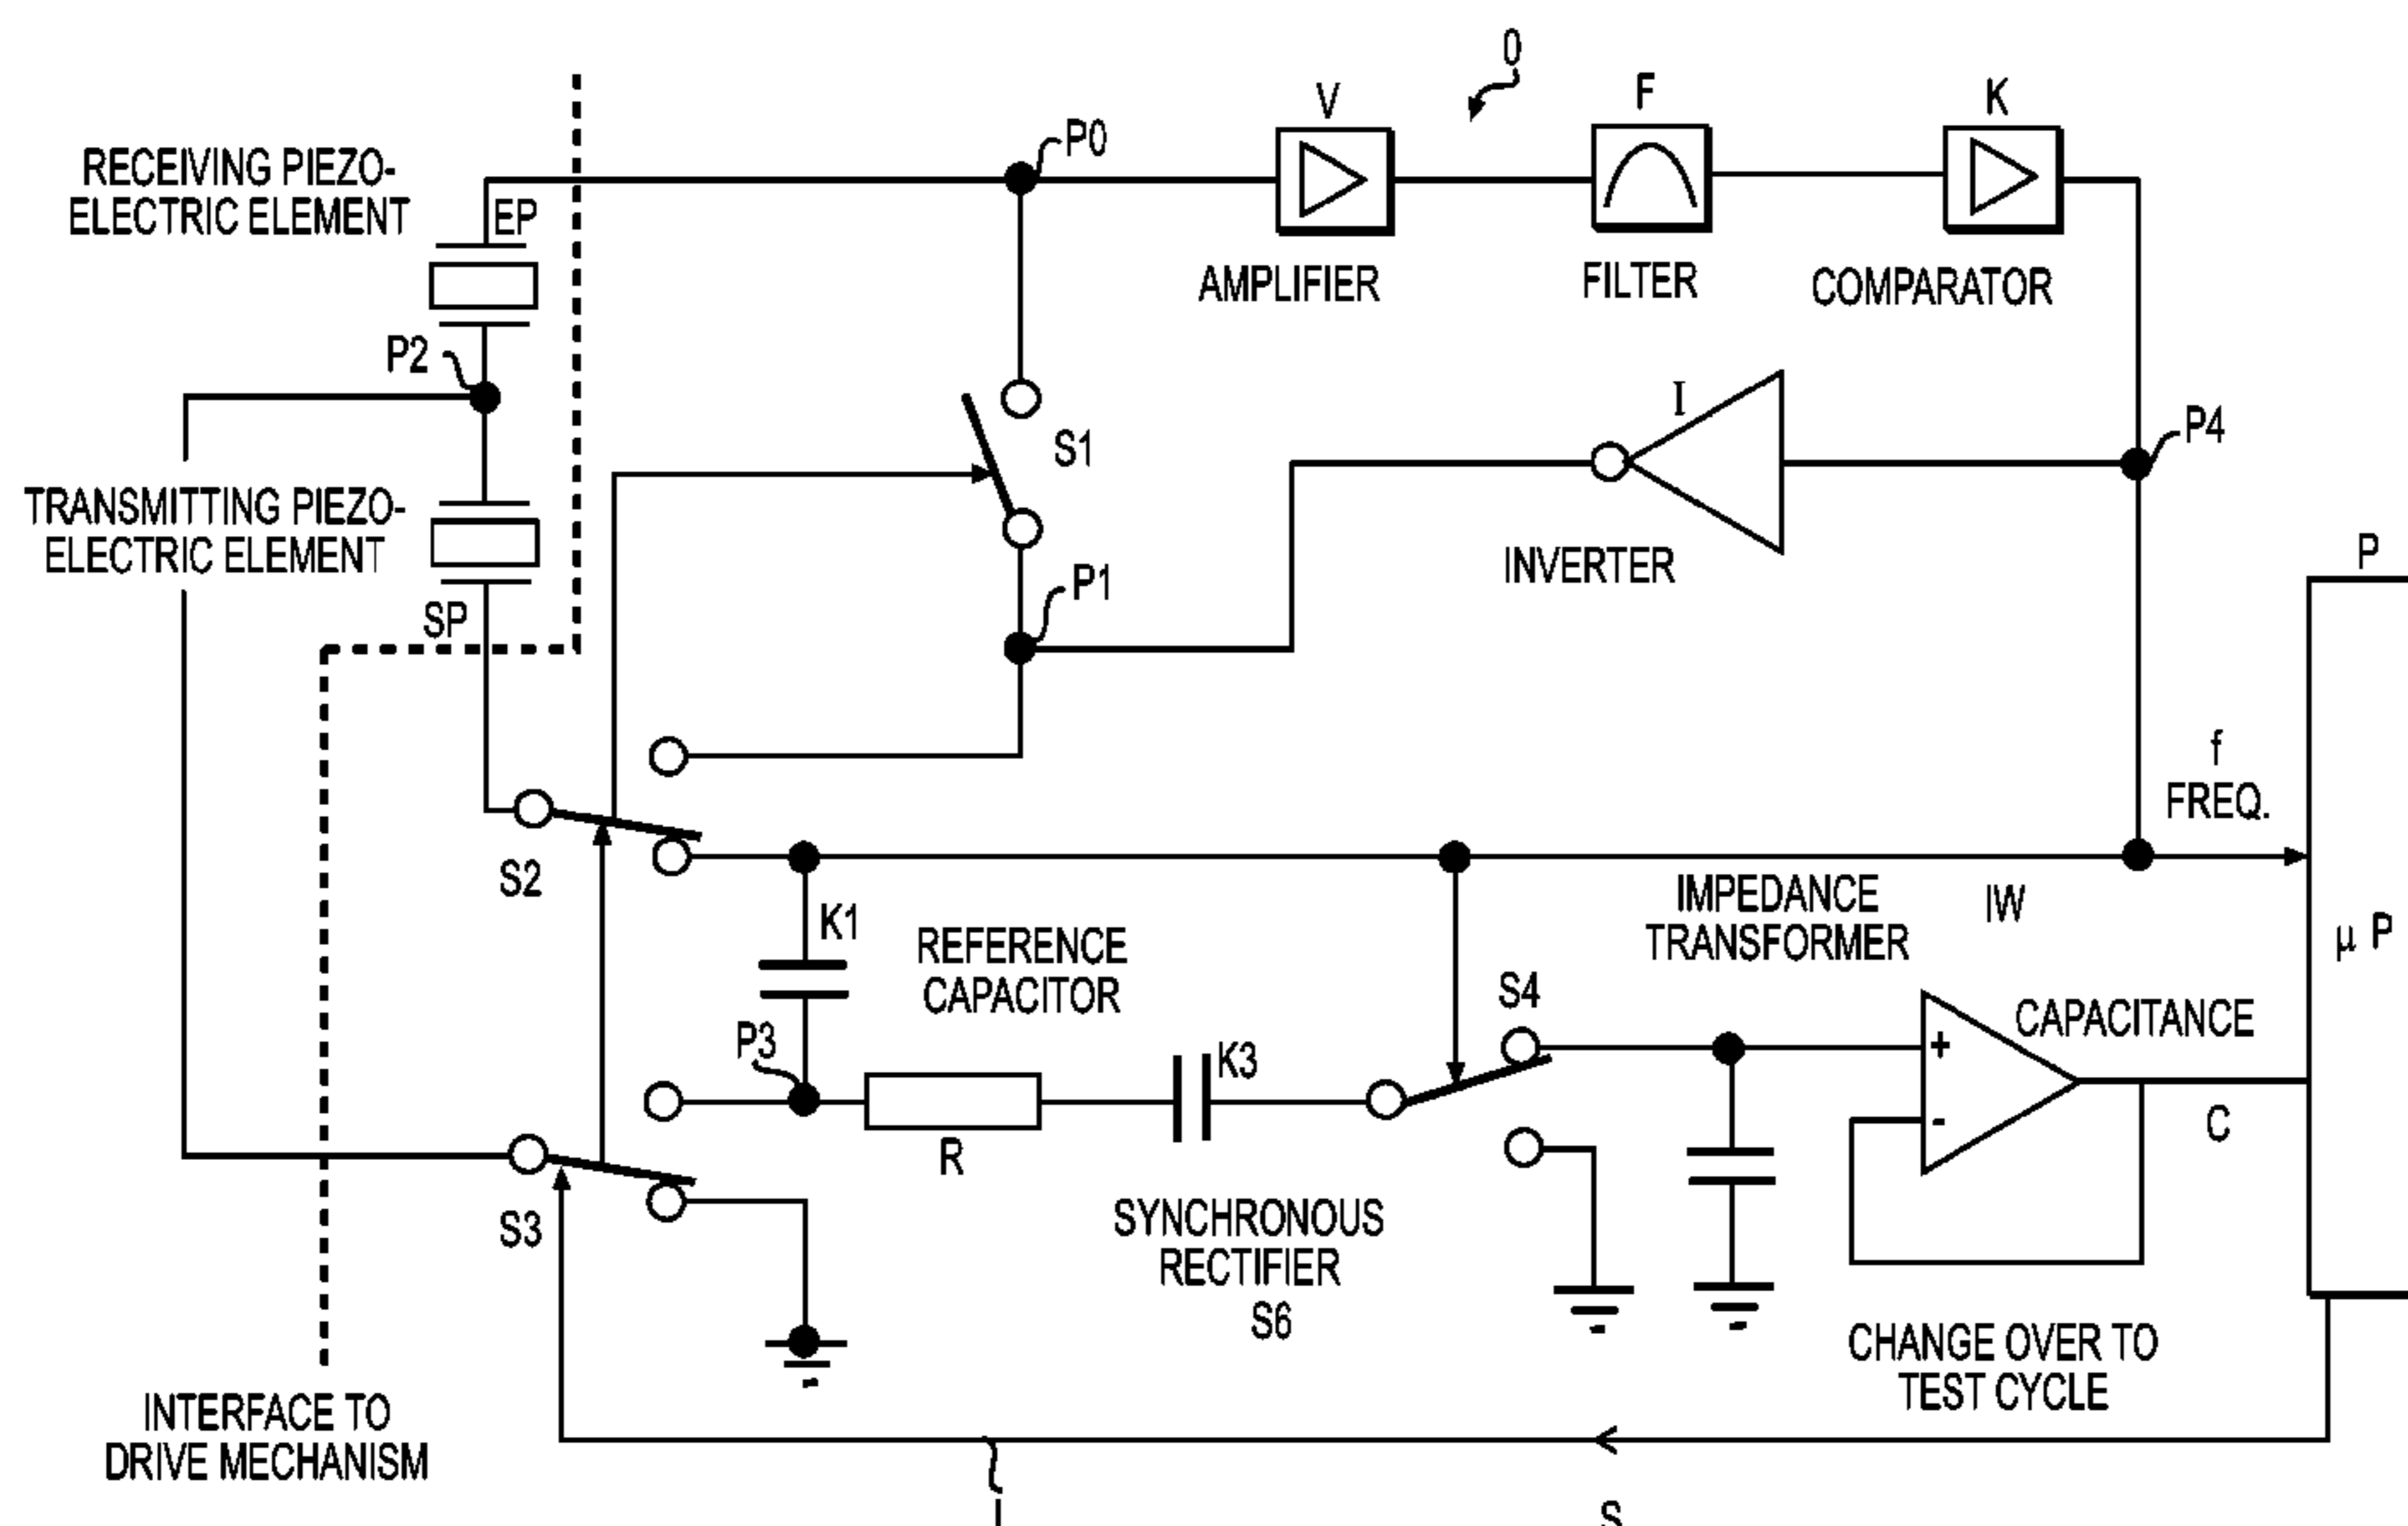 0
V
F
K
P0
RECEIVING PIEZO-
ELECTRIC ELEMENT
EP
AMPLIFIER
FILTER
COMPARATOR
P2
S1
I
P4
TRANSMITTING PIEZO-
ELECTRIC ELEMENT
INVERTER
P
P1
SP
f
FREQ.
S2
IMPEDANCE
TRANSFORMER
IW
K1
REFERENCE
CAPACITOR
μP
S4
CAPACITANCE
P3
K3
+
-
C
R
S3
SYNCHRONOUS
RECTIFIER
S6
CHANGE OVER TO
TEST CYCLE
INTERFACE TO
DRIVE MECHANISM